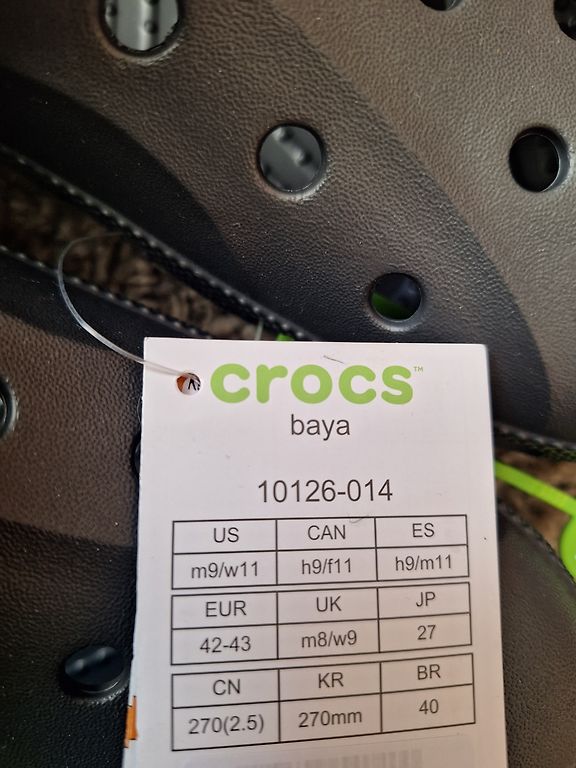 crocs™
baya
10126-014
US CAN ES
m9/w11 h9/f11 h9/m11
EUR UK JP
42-43 m8/w9 27
CN KR BR
270(2.5) 270mm 40